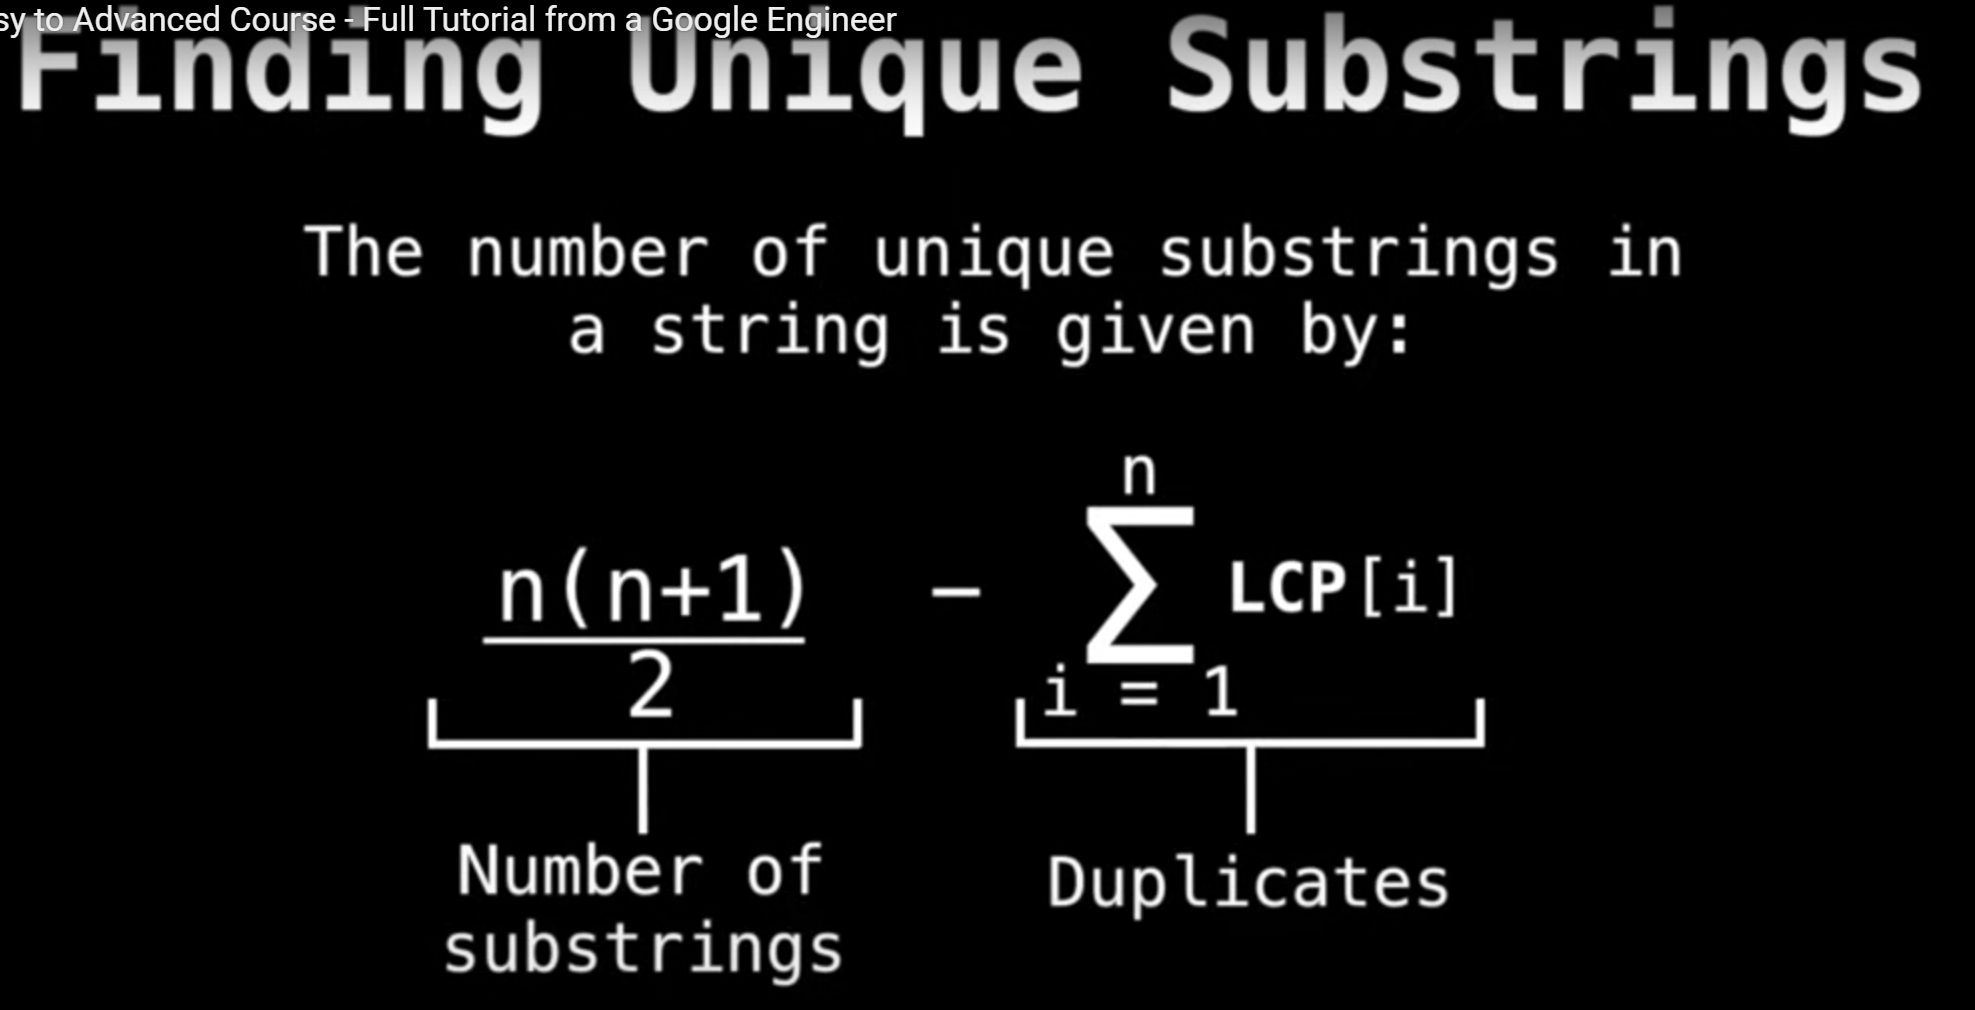 sy to Advanced Course - Full Tutorial from a Google Engineer
Finding Unique Substrings
The number of unique substrings in
a string is given by:
n
n(n+1) − ∑ LCP[i]
2
i = 1
Number of
substrings
Duplicates